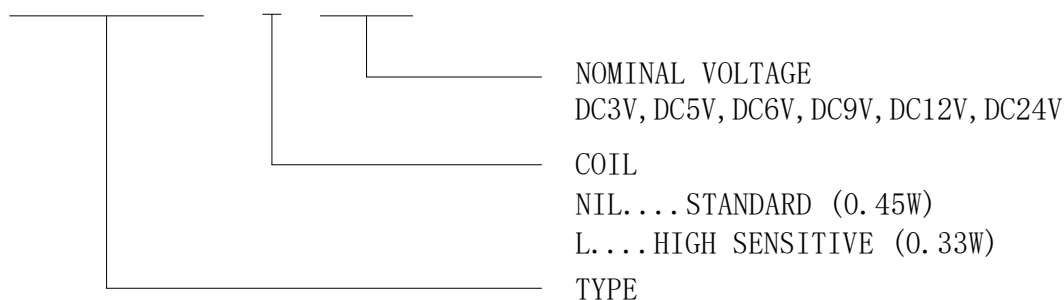 NOMINAL VOLTAGE
DC3V, DC5V, DC6V, DC9V, DC12V, DC24V
COIL
NIL....STANDARD (0.45W)
L....HIGH SENSITIVE (0.33W)
TYPE